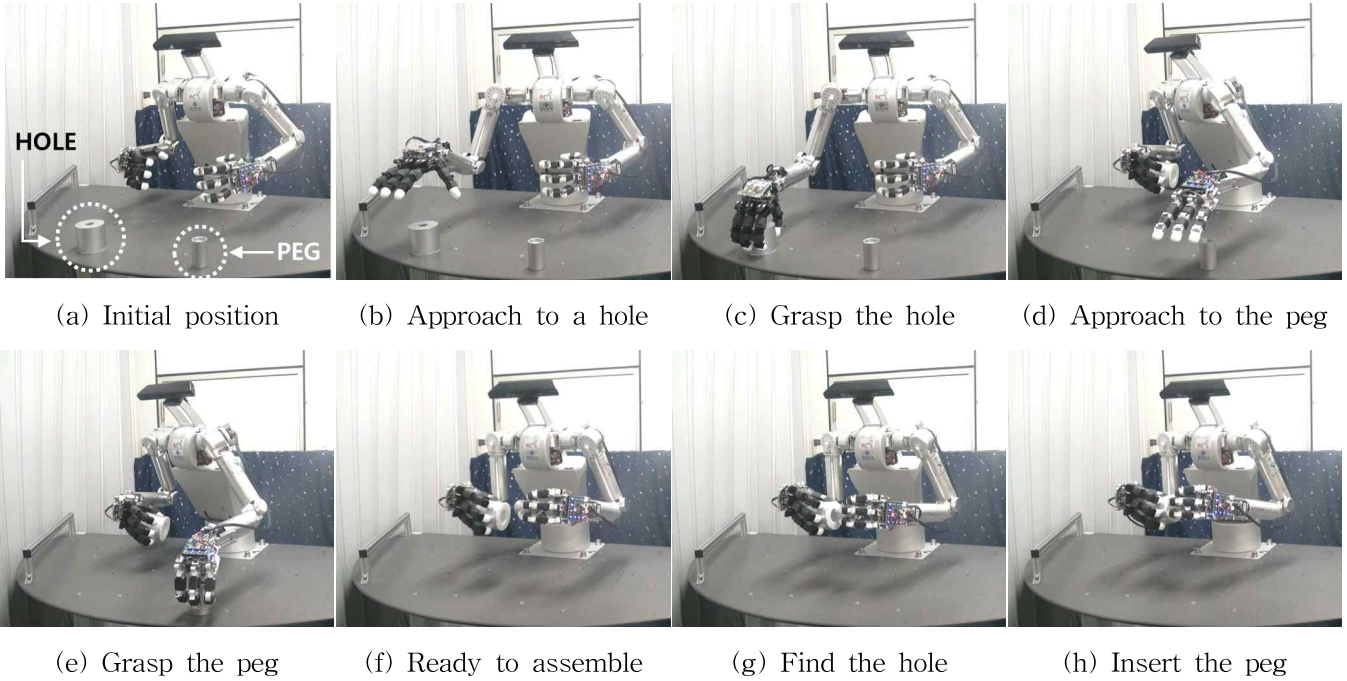 HOLE
PEG
(a) Initial position
(b) Approach to a hole
(c) Grasp the hole
(d) Approach to the peg
(e) Grasp the peg
(f) Ready to assemble
(g) Find the hole
(h) Insert the peg